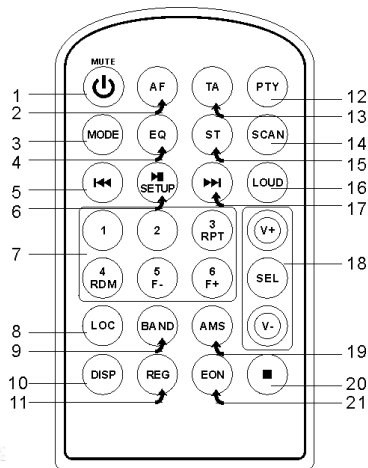 MUTE
1 AF TA PTY 12
2 13
3 MODE EQ ST SCAN 14
4 15
5 SETUP LOUD 16
6 17
7 1 2 3 RPT V+ 18
4 RDM 5 F- 6 F+ SEL
8 LOC BAND AMS V-
9 19
10 DISP REG EON 20
11 21